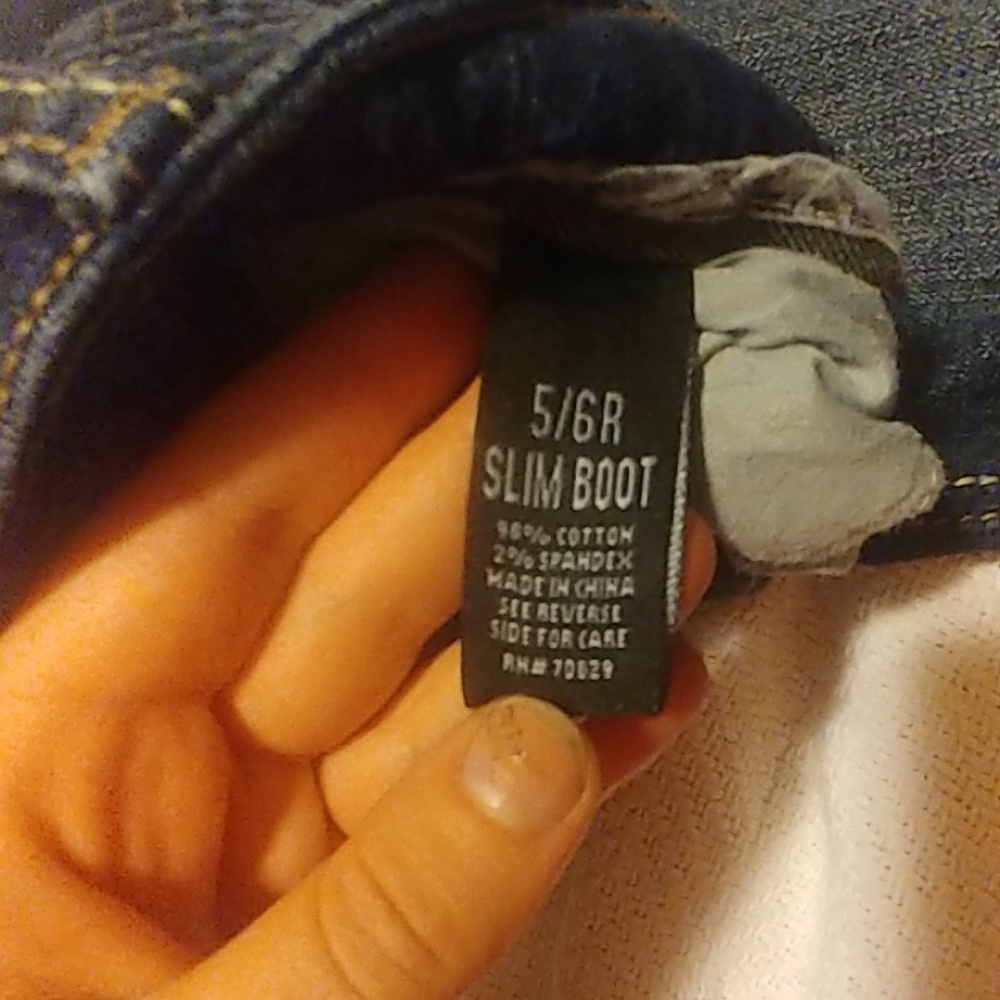 5/6R
SLIM BOOT
98% COTTON
2% SPANDEX
MADE IN CHINA
SEE REVERSE
SIDE FOR CARE
RN# 70829